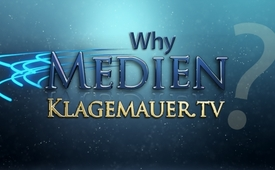 Why
MEDIEN
KLAGEMAUER.TV
?